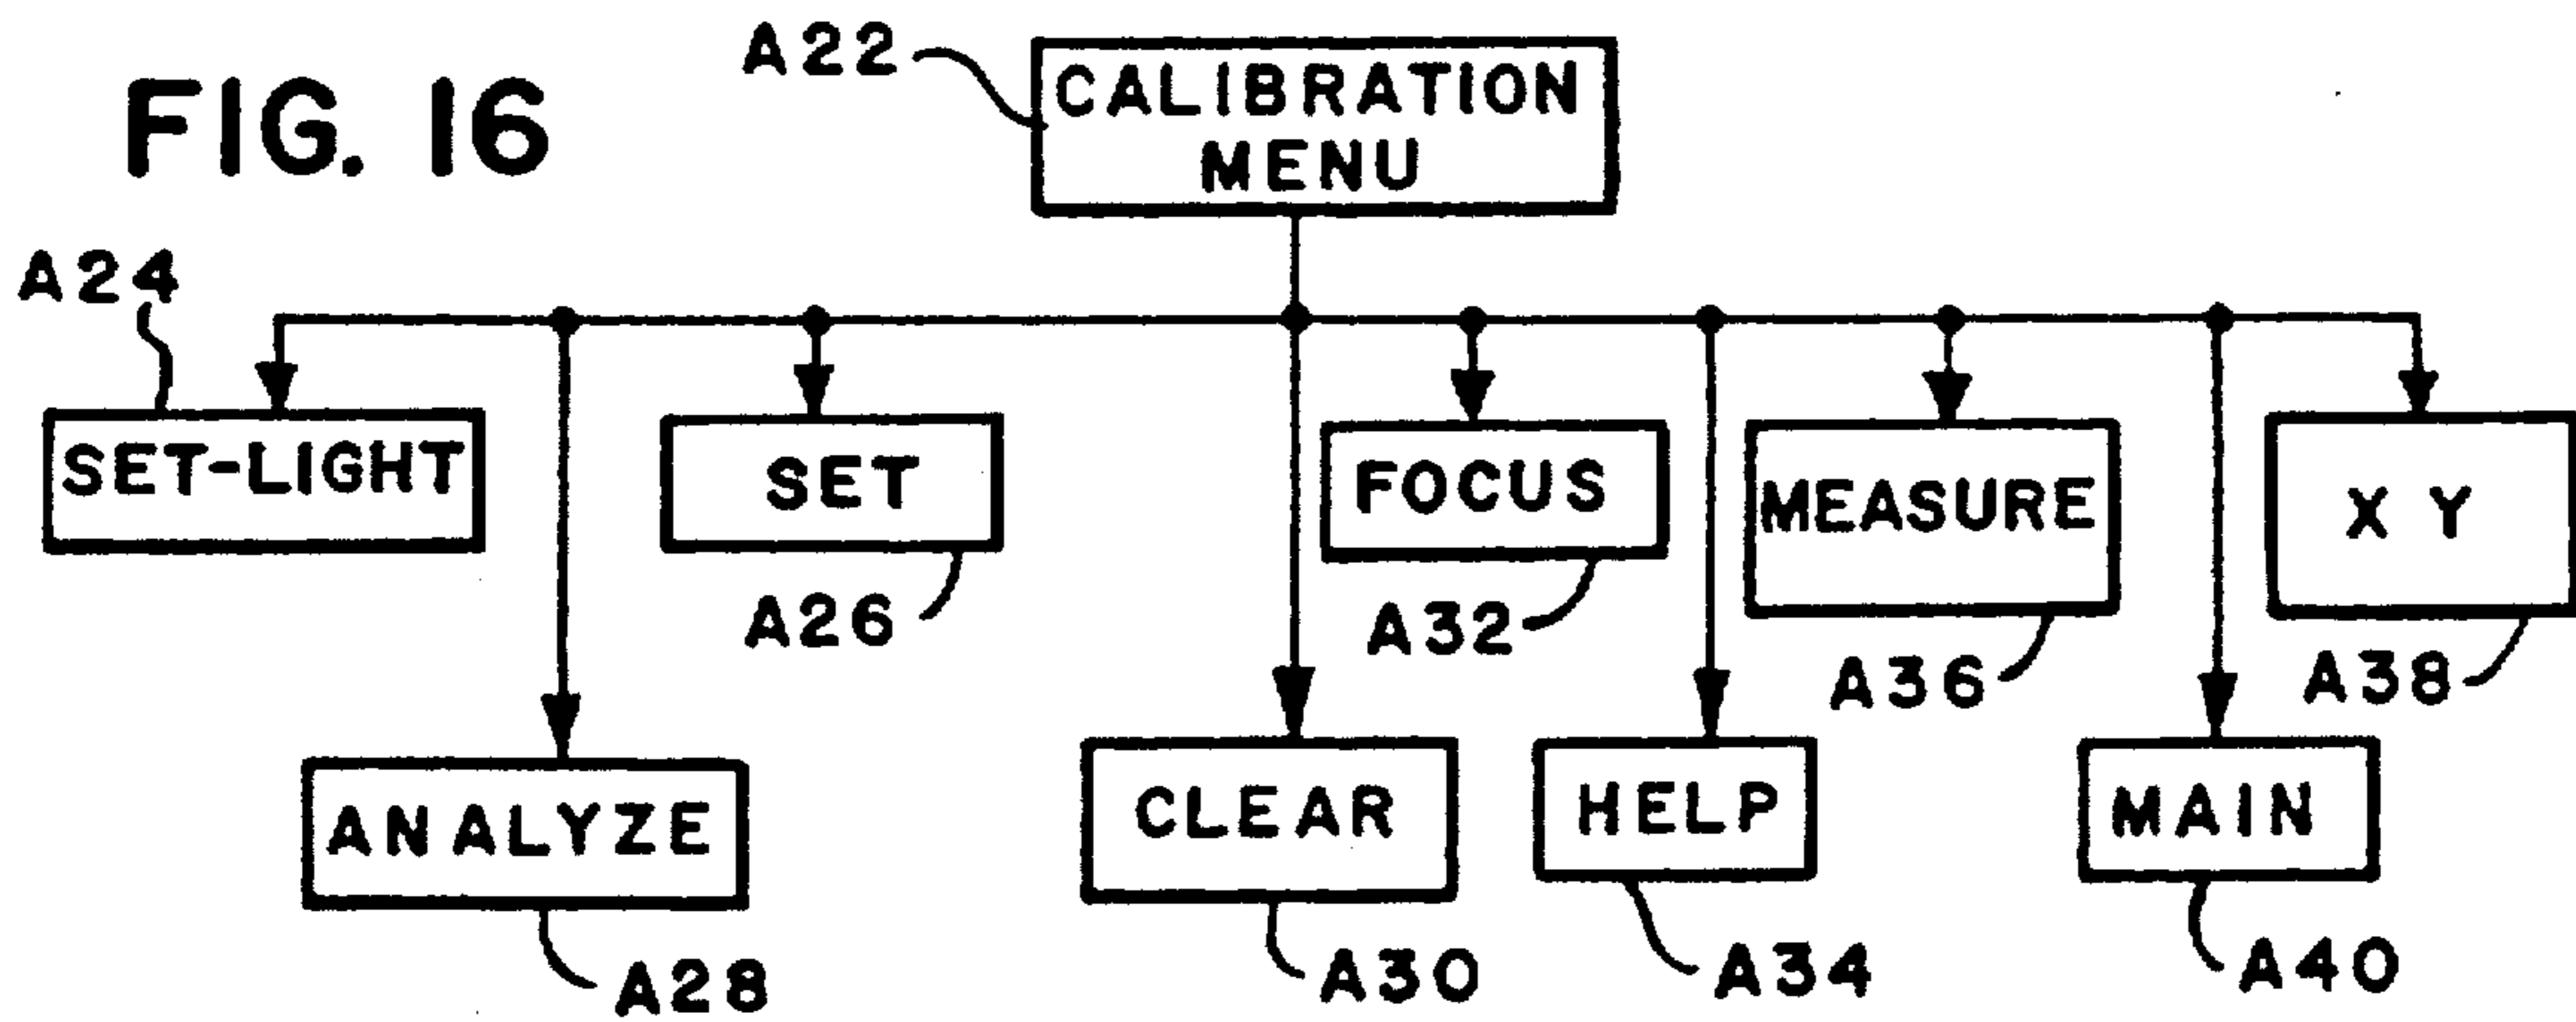 FIG. 16
A22
CALIBRATION
MENU
A24
SET-LIGHT
SET
FOCUS
MEASURE
X Y
A26
A32
A36
A38
ANALYZE
CLEAR
HELP
MAIN
A28
A30
A34
A40